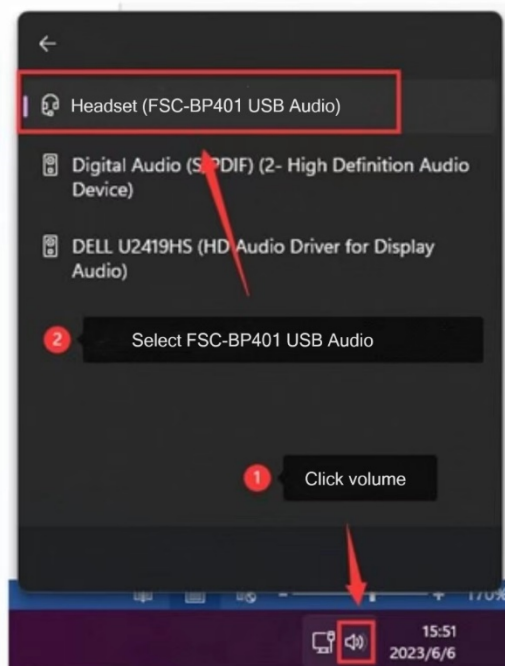 Headset (FSC-BP401 USB Audio)
Digital Audio (S/PDIF) (2- High Definition Audio
Device)
DELL U2419HS (HD Audio Driver for Display
Audio)
2 Select FSC-BP401 USB Audio
1 Click volume
170%
15:51
2023/6/6